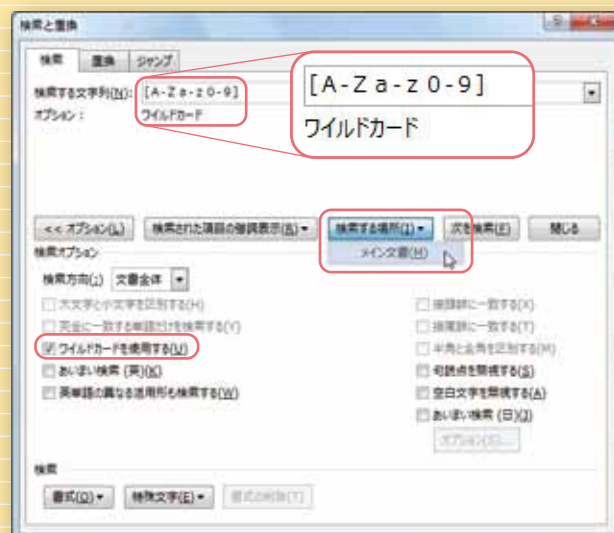 検索と置換
検索 置換 ジャンプ
検索する文字列(N): [A-Za-z0-9]
オプション: ワイルドカード
[A-Za-z0-9]
ワイルドカード
<< オプション(L) 検索された項目の強調表示(R) 検索する場所(I) 次を検索(F) 閉じる
メイン文書(M)
検索オプション
検索方向(:) 文書全体
大文字と小文字を区別する(H) 接頭辞に一致する(X)
完全に一致する単語だけを検索する(Y) 接尾辞に一致する(T)
ワイルドカードを使用する(U) 半角と全角を区別する(M)
あいまい検索 (英)(K) 句読点を無視する(S)
英単語の異なる活用形も検索する(W) 空白文字を無視する(A)
あいまい検索 (日)(J)
オプション(S)...
検索
書式(O) 特殊文字(E) 書式の削除(T)